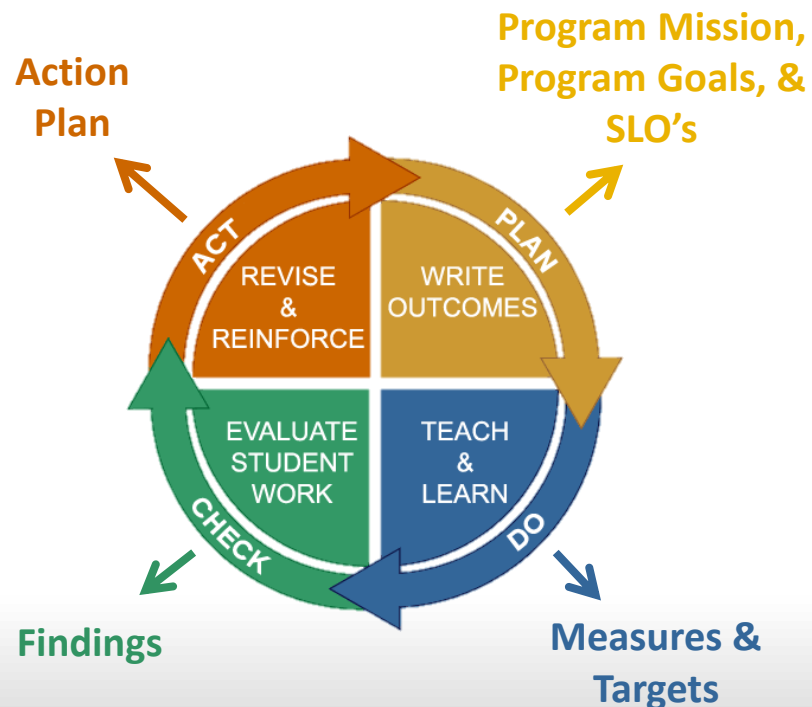 Program Mission,
Program Goals, &
SLO’s
Action
Plan
ACT
PLAN
REVISE
&
REINFORCE
WRITE
OUTCOMES
EVALUATE
STUDENT
WORK
TEACH
&
LEARN
CHECK
DO
Findings
Measures &
Targets